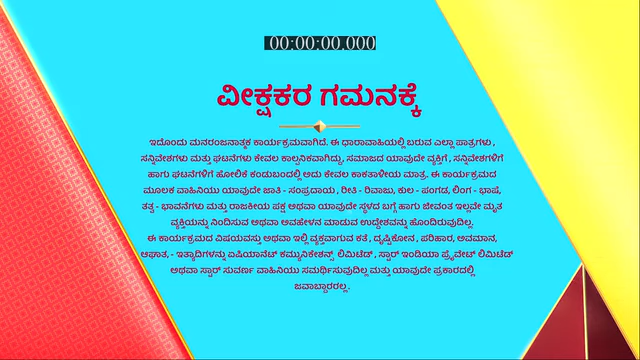 00:00:00.000
ವೀಕ್ಷಕರ ಗಮನಕ್ಕೆ
ಇದೊಂದು ಮನರಂಜನಾತ್ಮಕ ಕಾರ್ಯಕ್ರಮವಾಗಿದೆ. ಈ ಧಾರಾವಾಹಿಯಲ್ಲಿ ಬರುವ ಎಲ್ಲಾ ಪಾತ್ರಗಳು ,
ಸನ್ನಿವೇಶಗಳು ಮತ್ತು ಘಟನೆಗಳು ಕೇವಲ ಕಾಲ್ಪನಿಕವಾಗಿದ್ದು, ಸಮಾಜದ ಯಾವುದೇ ವ್ಯಕ್ತಿಗೆ , ಸನ್ನಿವೇಶಗಳಿಗೆ
ಹಾಗು ಘಟನೆಗಳಿಗೆ ಹೋಲಿಕೆ ಕಂಡುಬಂದಲ್ಲಿ ಅದು ಕೇವಲ ಕಾಕತಾಳೀಯ ಮಾತ್ರ. ಈ ಕಾರ್ಯಕ್ರಮದ
ಮೂಲಕ ವಾಹಿನಿಯು ಯಾವುದೇ ಜಾತಿ - ಸಂಪ್ರದಾಯ , ರೀತಿ - ರಿವಾಜು, ಕುಲ - ಪಂಗಡ, ಲಿಂಗ - ಭಾಷೆ,
ತತ್ವ - ಭಾವನೆಗಳು ಮತ್ತು ರಾಜಕೀಯ ಪಕ್ಷ ಅಥವಾ ಯಾವುದೇ ಸ್ಥಳದ ಬಗ್ಗೆ ಹಾಗು ಜೀವಂತ ಇಲ್ಲವೇ ಮೃತ
ವ್ಯಕ್ತಿಯನ್ನು ನಿಂದಿಸುವ ಅಥವಾ ಅವಹೇಳನ ಮಾಡುವ ಉದ್ದೇಶವನ್ನು ಹೊಂದಿರುವುದಿಲ್ಲ.
ಈ ಕಾರ್ಯಕ್ರಮದ ವಿಷಯವಸ್ತು ಅಥವಾ ಇಲ್ಲಿ ವ್ಯಕ್ತವಾಗುವ ಕತೆ , ದೃಷ್ಟಿಕೋನ , ಪರಿಹಾರ, ಅವಮಾನ,
ಆಘಾತ, - ಇತ್ಯಾದಿಗಳನ್ನು ಏಷಿಯಾನೆಟ್ ಕಮ್ಯುನಿಕೇಶನ್ಸ್ ಲಿಮಿಟೆಡ್ , ಸ್ಟಾರ್ ಇಂಡಿಯಾ ಪ್ರೈವೇಟ್ ಲಿಮಿಟೆಡ್
ಅಥವಾ ಸ್ಟಾರ್ ಸುವರ್ಣ ವಾಹಿನಿಯು ಸಮರ್ಥಿಸುವುದಿಲ್ಲ ಮತ್ತು ಯಾವುದೇ ಪ್ರಕಾರದಲ್ಲಿ
ಜವಾಬ್ದಾರರಲ್ಲ.